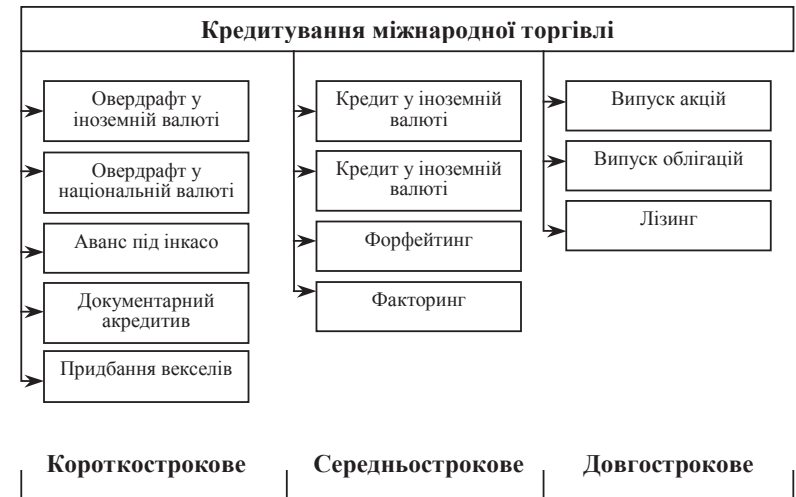 Кредитування міжнародної торгівлі
Овердрафт у
іноземній валюті
Овердрафт у
національній валюті
Аванс під інкасо
Документарний
акредитив
Придбання векселів
Кредит у іноземній
валюті
Кредит у іноземній
валюті
Форфейтинг
Факторинг
Випуск акцій
Випуск облігацій
Лізинг
Короткострокове
Середньострокове
Довгострокове